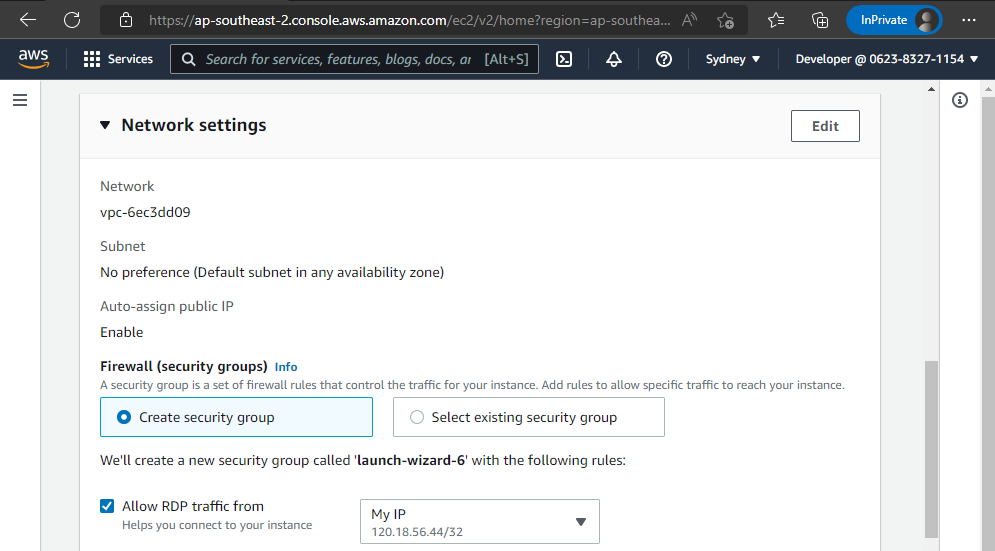 https://ap-southeast-2.console.aws.amazon.com/ec2/v2/home?region=ap-southea...
InPrivate
aws
Services
Search for services, features, blogs, docs, ar [Alt+S]
Sydney
Developer @ 0623-8327-1154
Network settings
Edit
Network
vpc-6ec3dd09
Subnet
No preference (Default subnet in any availability zone)
Auto-assign public IP
Enable
Firewall (security groups) Info
A security group is a set of firewall rules that control the traffic for your instance. Add rules to allow specific traffic to reach your instance.
Create security group
Select existing security group
We'll create a new security group called 'launch-wizard-6' with the following rules:
Allow RDP traffic from
Helps you connect to your instance
My IP
120.18.56.44/32